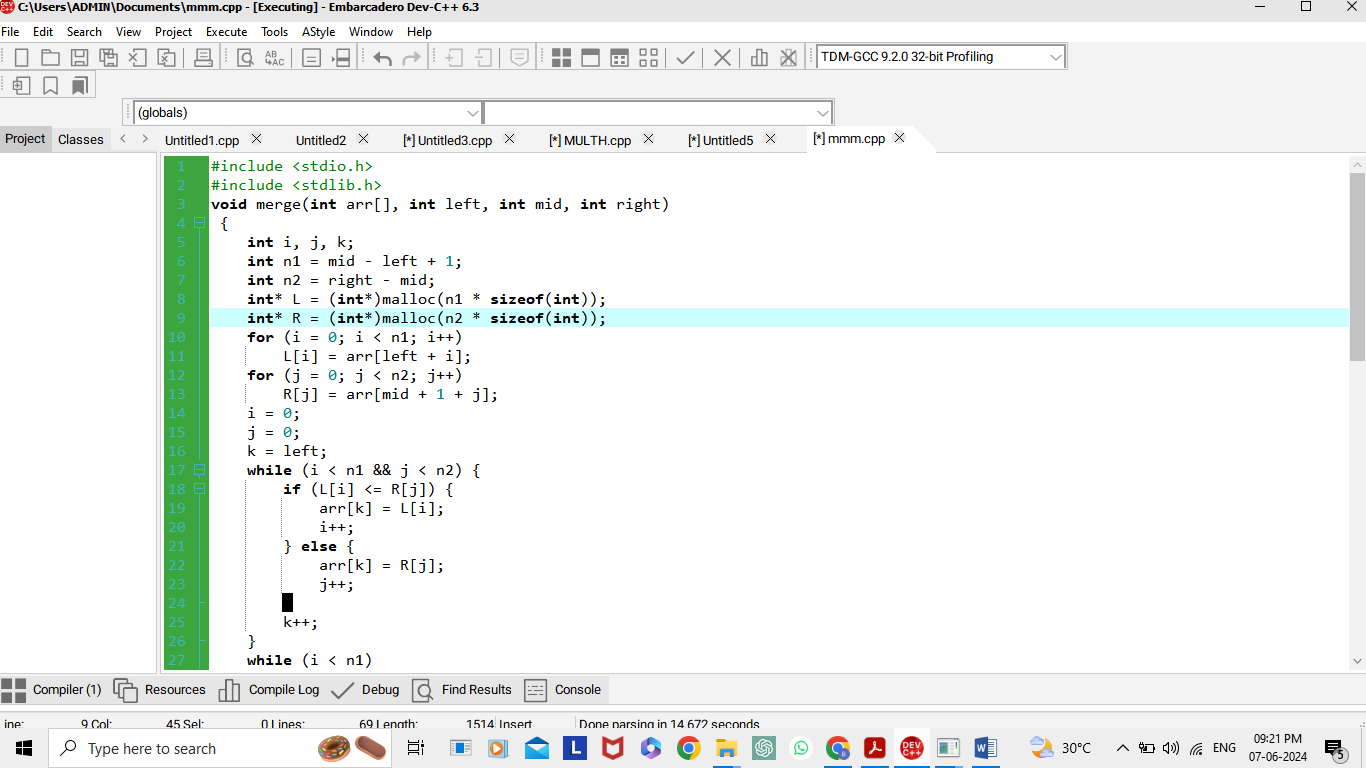 C:\Users\ADMIN\Documents\mmm.cpp - [Executing] - Embarcadero Dev-C++ 6.3
File Edit Search View Project Execute Tools AStyle Window Help
TDM-GCC 9.2.0 32-bit Profiling
(globals)
Project Classes Untitled1.cpp Untitled2 [*] Untitled3.cpp [*] MULTH.cpp [*] Untitled5 [*] mmm.cpp
1 #include <stdio.h>
2 #include <stdlib.h>
3 void merge(int arr[], int left, int mid, int right)
4 {
5 int i, j, k;
6 int n1 = mid - left + 1;
7 int n2 = right - mid;
8 int* L = (int*)malloc(n1 * sizeof(int));
9 int* R = (int*)malloc(n2 * sizeof(int));
10 for (i = 0; i < n1; i++)
11 L[i] = arr[left + i];
12 for (j = 0; j < n2; j++)
13 R[j] = arr[mid + 1 + j];
14 i = 0;
15 j = 0;
16 k = left;
17 while (i < n1 && j < n2) {
18 if (L[i] <= R[j]) {
19 arr[k] = L[i];
20 i++;
21 } else {
22 arr[k] = R[j];
23 j++;
24
25 k++;
26 }
27 while (i < n1)
Compiler (1) Resources Compile Log Debug Find Results Console
ine: 9 Col: 45 Sel: 0 Lines: 69 Length: 1514 Insert Done parsing in 14.672 seconds
Type here to search 30°C ENG 09:21 PM
07-06-2024
5